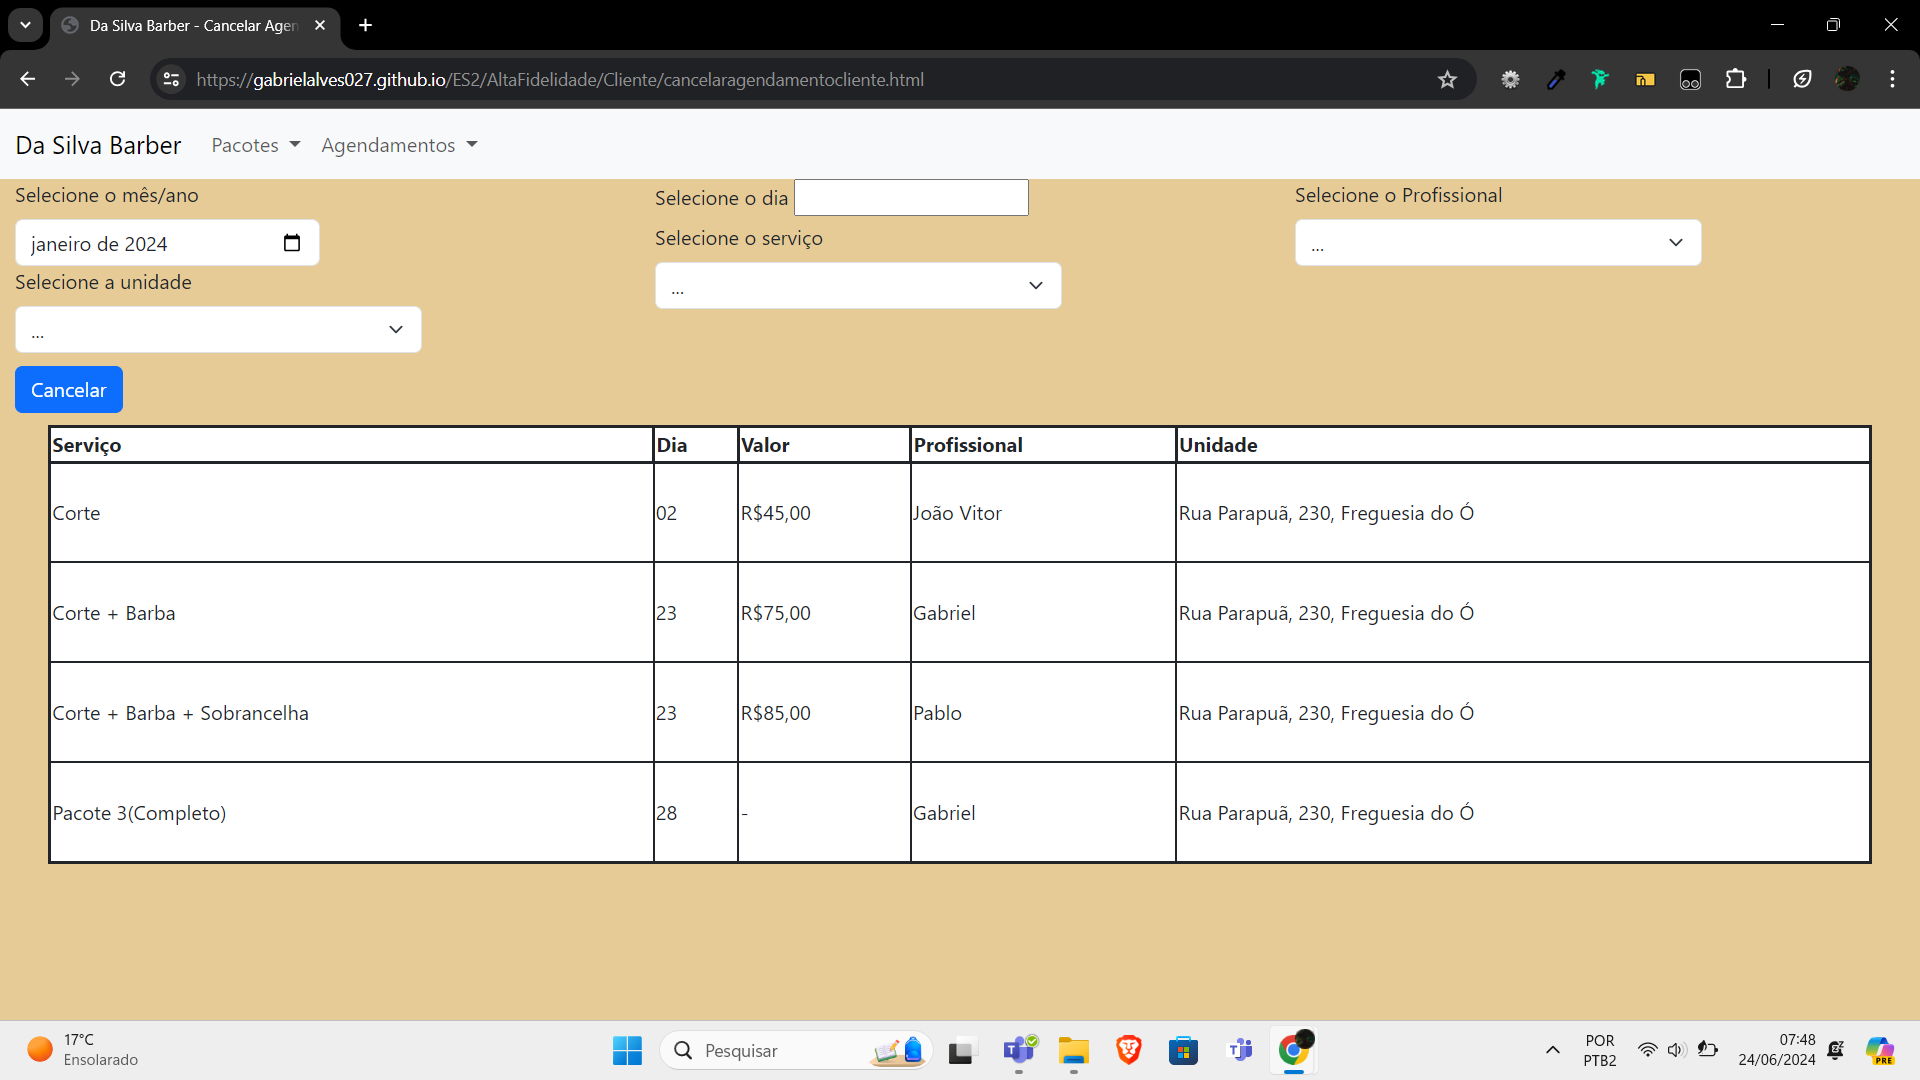 Da Silva Barber - Cancelar Agen
https://gabrielalves027.github.io/ES2/AltaFidelidade/Cliente/cancelaragendamentocliente.html
Da Silva Barber Pacotes Agendamentos
Selecione o mês/ano
janeiro de 2024
Selecione a unidade
...
Selecione o dia
Selecione o serviço
...
Selecione o Profissional
...
Cancelar
Serviço Dia Valor Profissional Unidade
Corte 02 R$45,00 João Vitor Rua Parapuã, 230, Freguesia do Ó
Corte + Barba 23 R$75,00 Gabriel Rua Parapuã, 230, Freguesia do Ó
Corte + Barba + Sobrancelha 23 R$85,00 Pablo Rua Parapuã, 230, Freguesia do Ó
Pacote 3(Completo) 28 - Gabriel Rua Parapuã, 230, Freguesia do Ó
17°C
Ensolarado
Pesquisar
POR
PTB2
07:48
24/06/2024
PRE